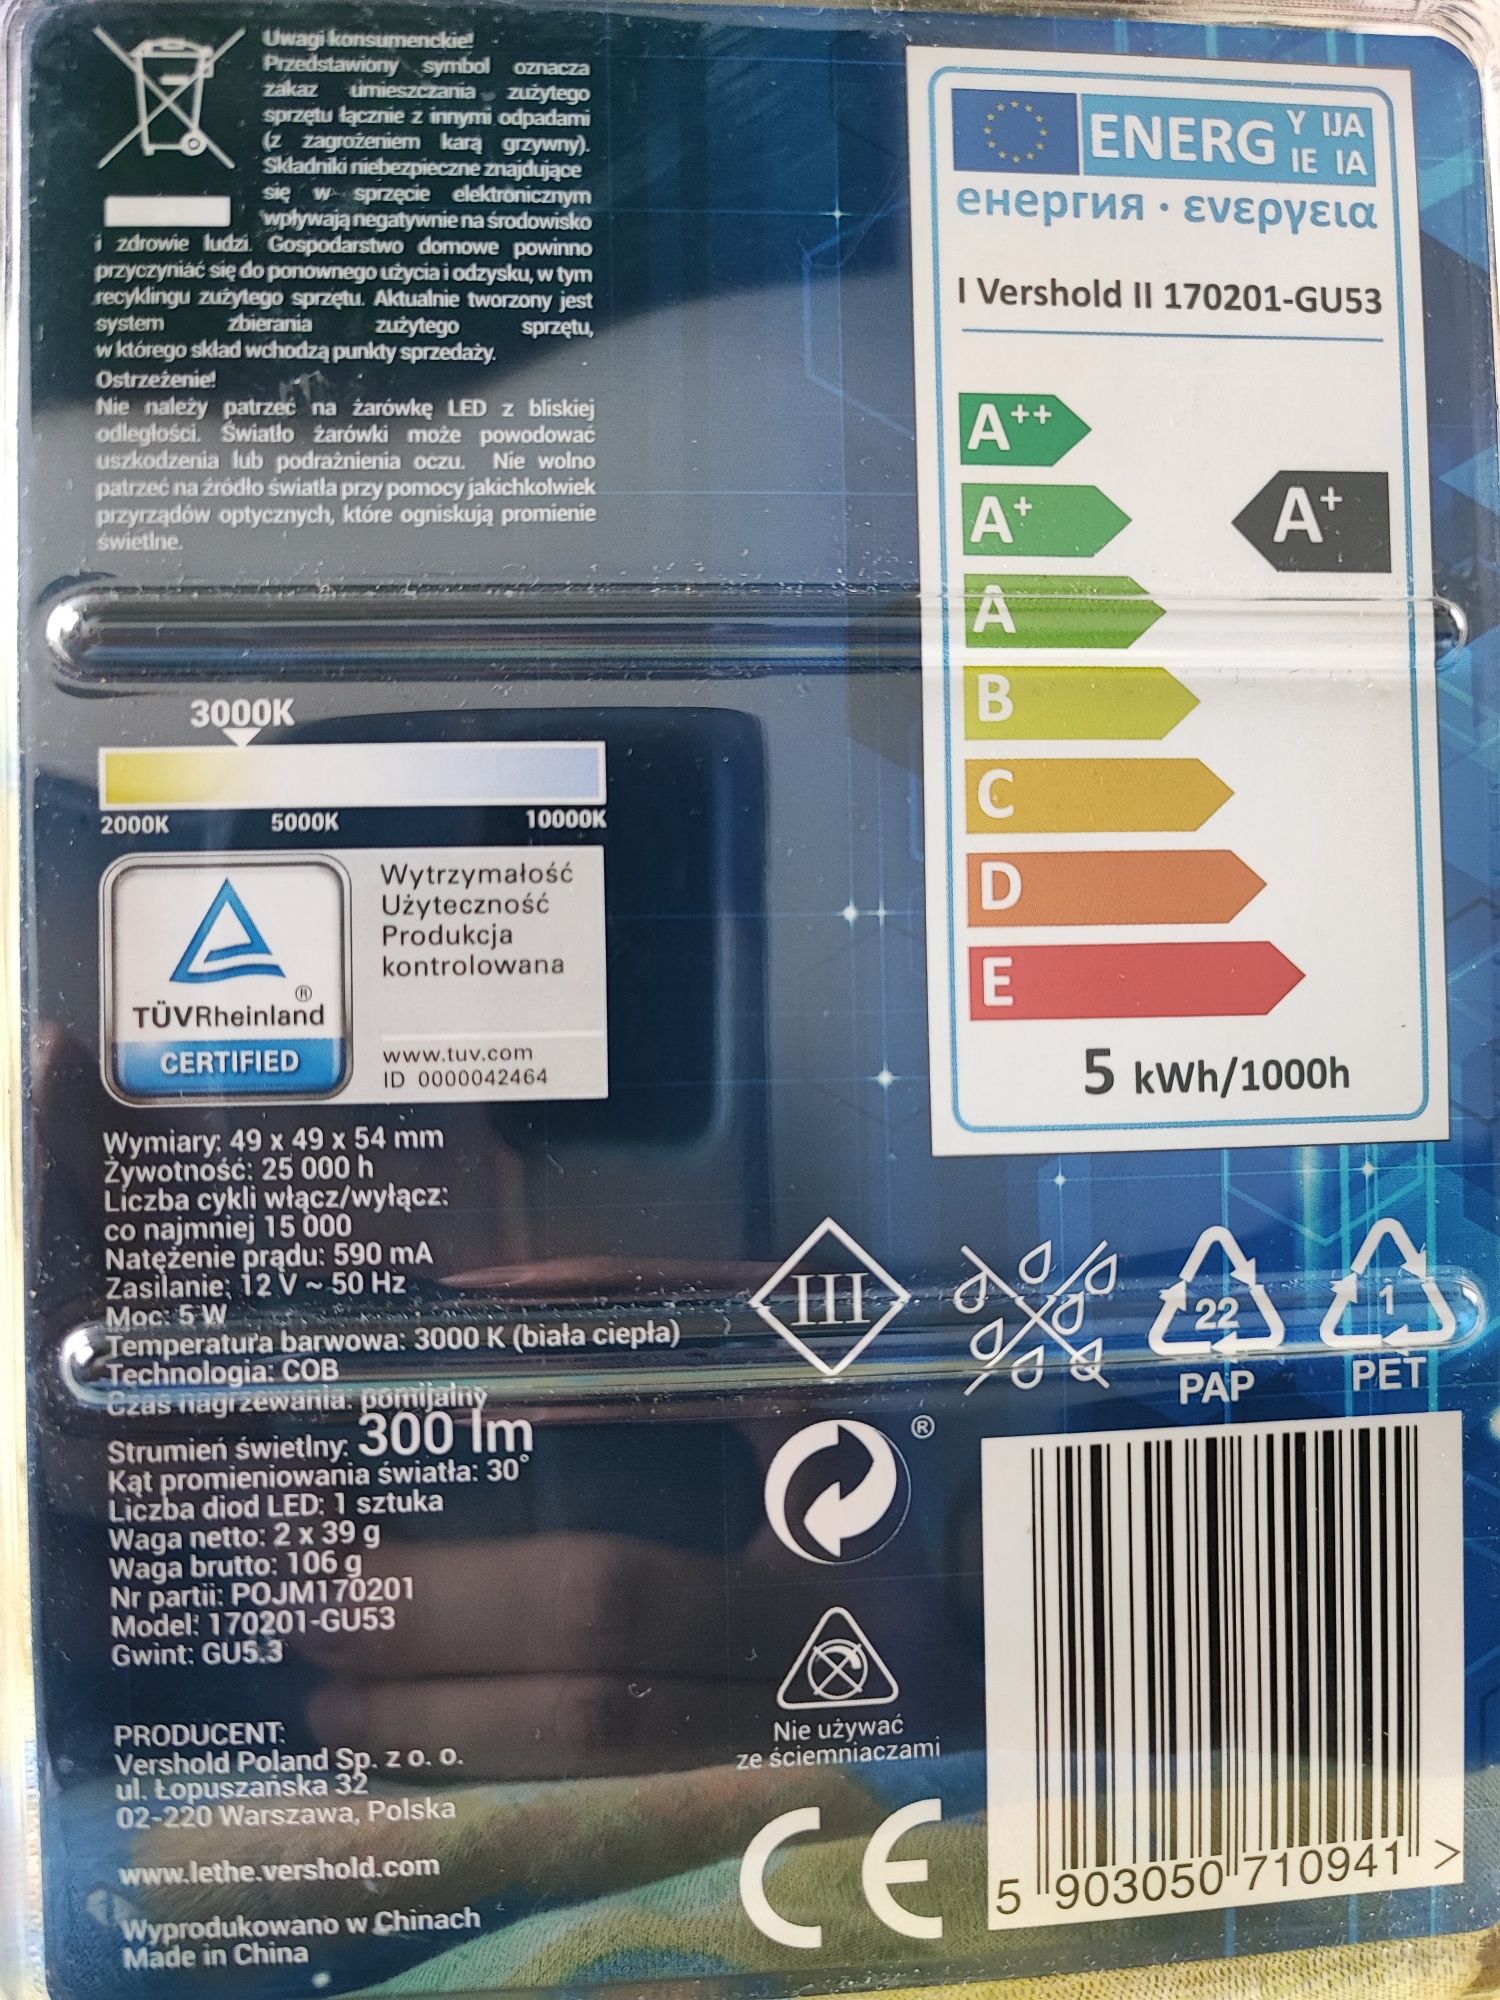 Uwagi konsumenckie!
Przedstawiony symbol oznacza
zakaz umieszczania zużytego
sprzętu łącznie z innymi odpadami
(z zagrożeniem karą grzywny).
Składniki niebezpieczne znajdujące
się w sprzęcie elektronicznym
wpływają negatywnie na środowisko
i zdrowie ludzi. Gospodarstwo domowe powinno
przyczyniać się do ponownego użycia i odzysku, w tym
recyklingu zużytego sprzętu. Aktualnie tworzony jest
system zbierania zużytego sprzętu,
w którego skład wchodzą punkty sprzedaży.
Ostrzeżenie!
Nie należy patrzeć na żarówkę LED z bliskiej
odległości. Światło żarówki może powodować
uszkodzenia lub podrażnienia oczu. Nie wolno
patrzeć na źródło światła przy pomocy jakichkolwiek
przyrządów optycznych, które ogniskują promienie
świetlne.
3000K
2000K 5000K 10000K
TÜVRheinland ®
CERTIFIED
Wytrzymałość
Użyteczność
Produkcja
kontrolowana
www.tuv.com
ID 0000042464
Wymiary: 49 x 49 x 54 mm
Żywotność: 25 000 h
Liczba cykli włącz/wyłącz:
co najmniej 15 000
Natężenie prądu: 590 mA
Zasilanie: 12 V ~ 50 Hz
Moc: 5 W
Temperatura barwowa: 3000 K (biała ciepła)
Technologia: COB
Czas nagrzewania: pomijalny
Strumień świetlny: 300 lm
Kąt promieniowania światła: 30°
Liczba diod LED: 1 sztuka
Waga netto: 2 x 39 g
Waga brutto: 106 g
Nr partii: POJM170201
Model: 170201-GU53
Gwint: GU5.3
PRODUCENT:
Vershold Poland Sp. z o. o.
ul. Łopuszańska 32
02-220 Warszawa, Polska
www.lethe.vershold.com
Wyprodukowano w Chinach
Made in China
ENERG Y IJA
IE IA
енергия · ενεργεια
I Vershold II 170201-GU53
A++
A+
A+
A
B
C
D
E
5 kWh/1000h
III
22
PAP
1
PET
®
Nie używać
ze ściemniaczami
CE
5 903050 710941 >